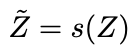 Z̃ = s(Z)